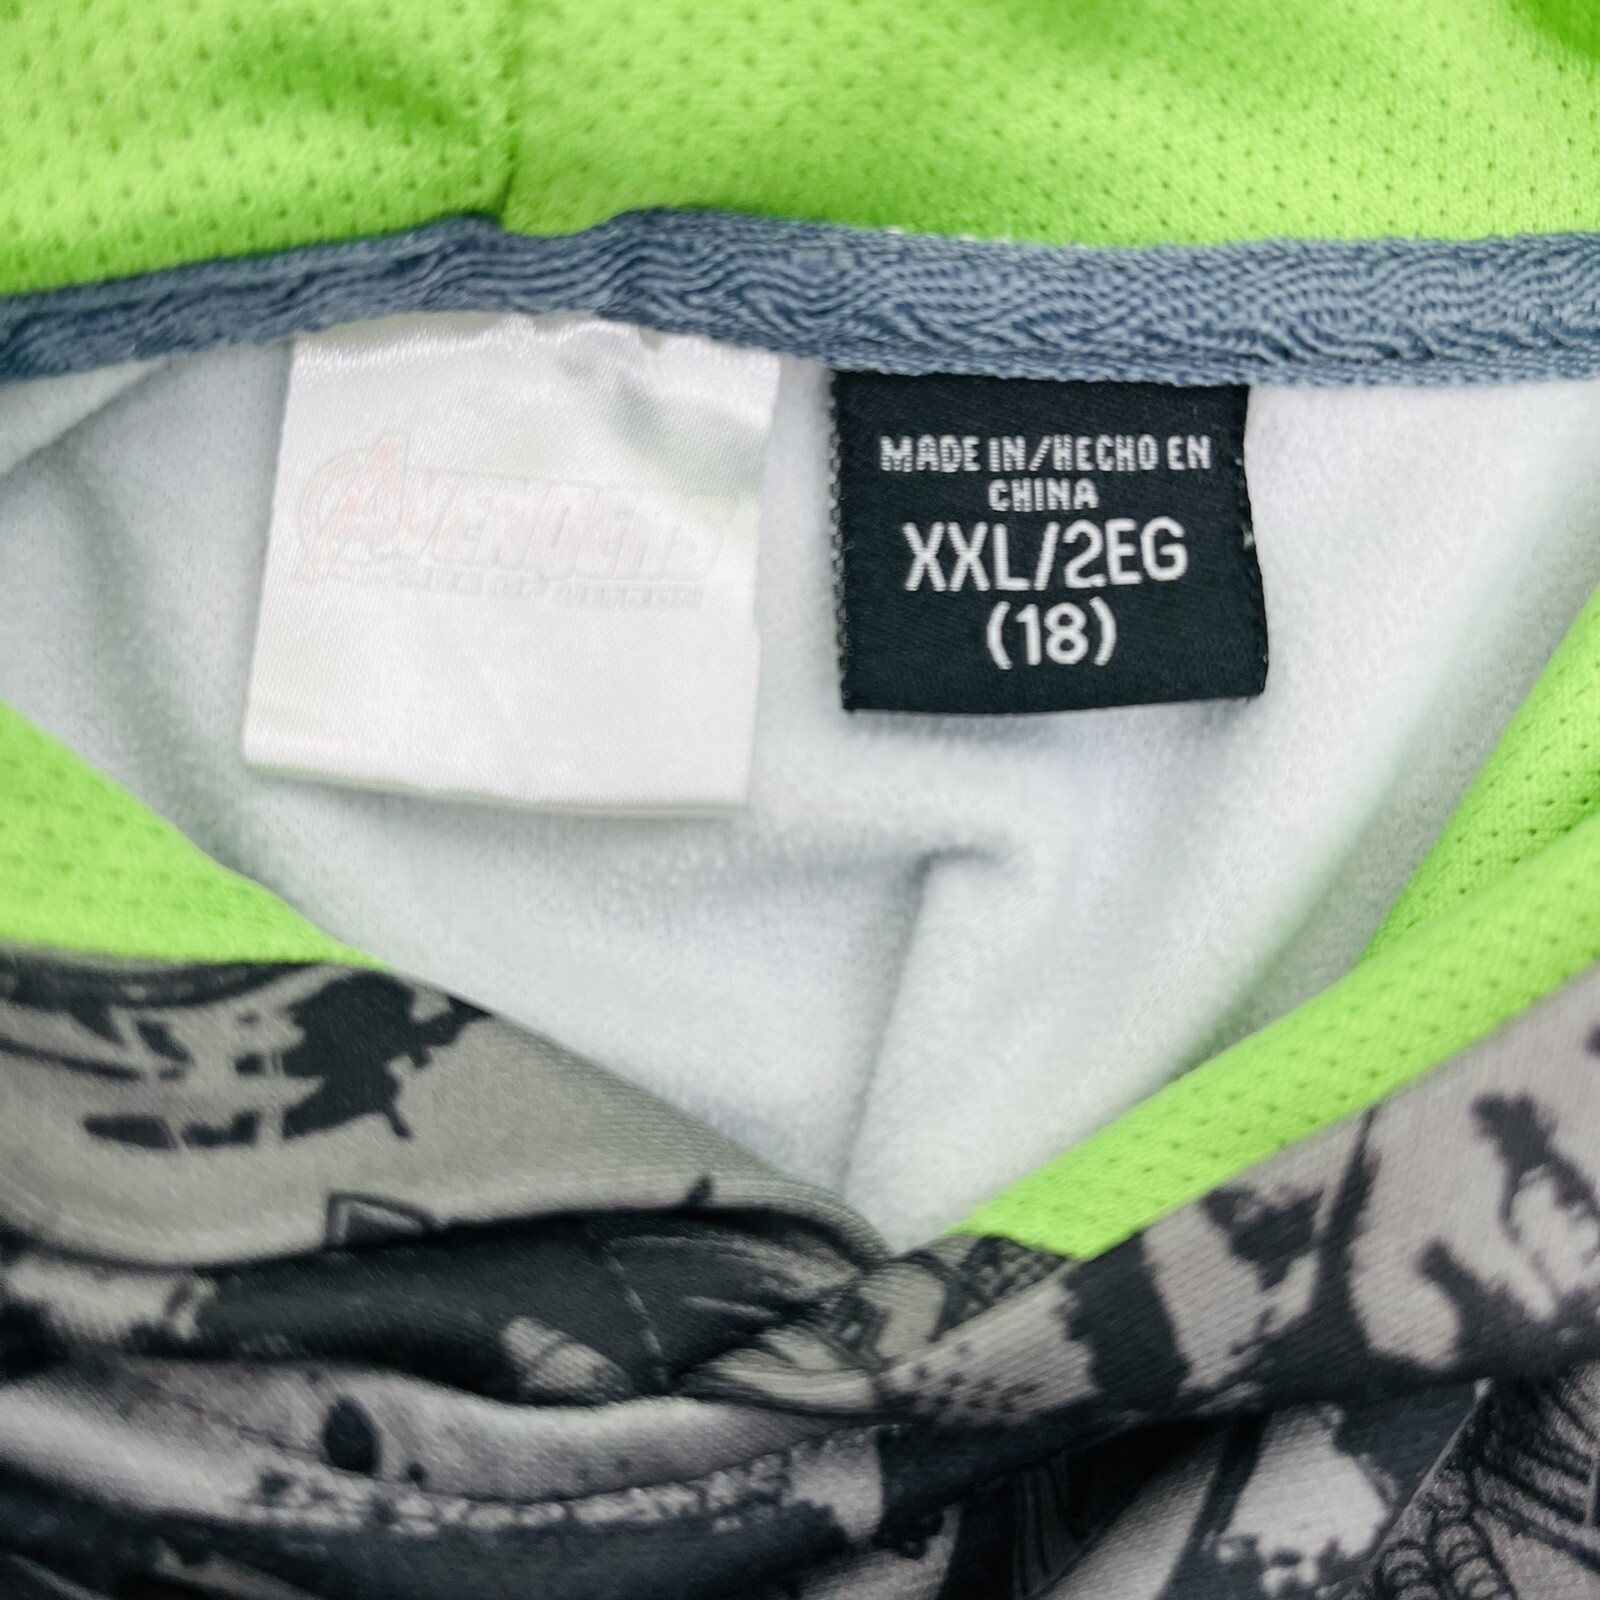 AVENGERS
MADE IN/HECHO EN
CHINA
XXL/2EG
(18)